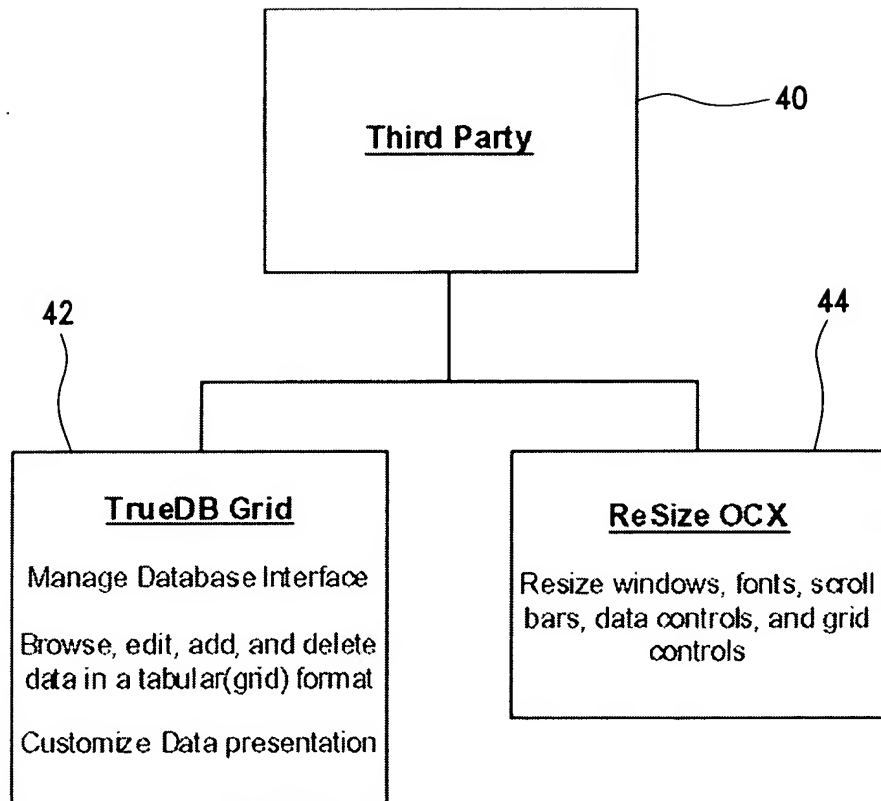 40
Third Party
42
44
TrueDB Grid
Manage Database Interface
Browse, edit, add, and delete
data in a tabular(grid) format
Customize Data presentation
ReSize OCX
Resize windows, fonts, scroll
bars, data controls, and grid
controls